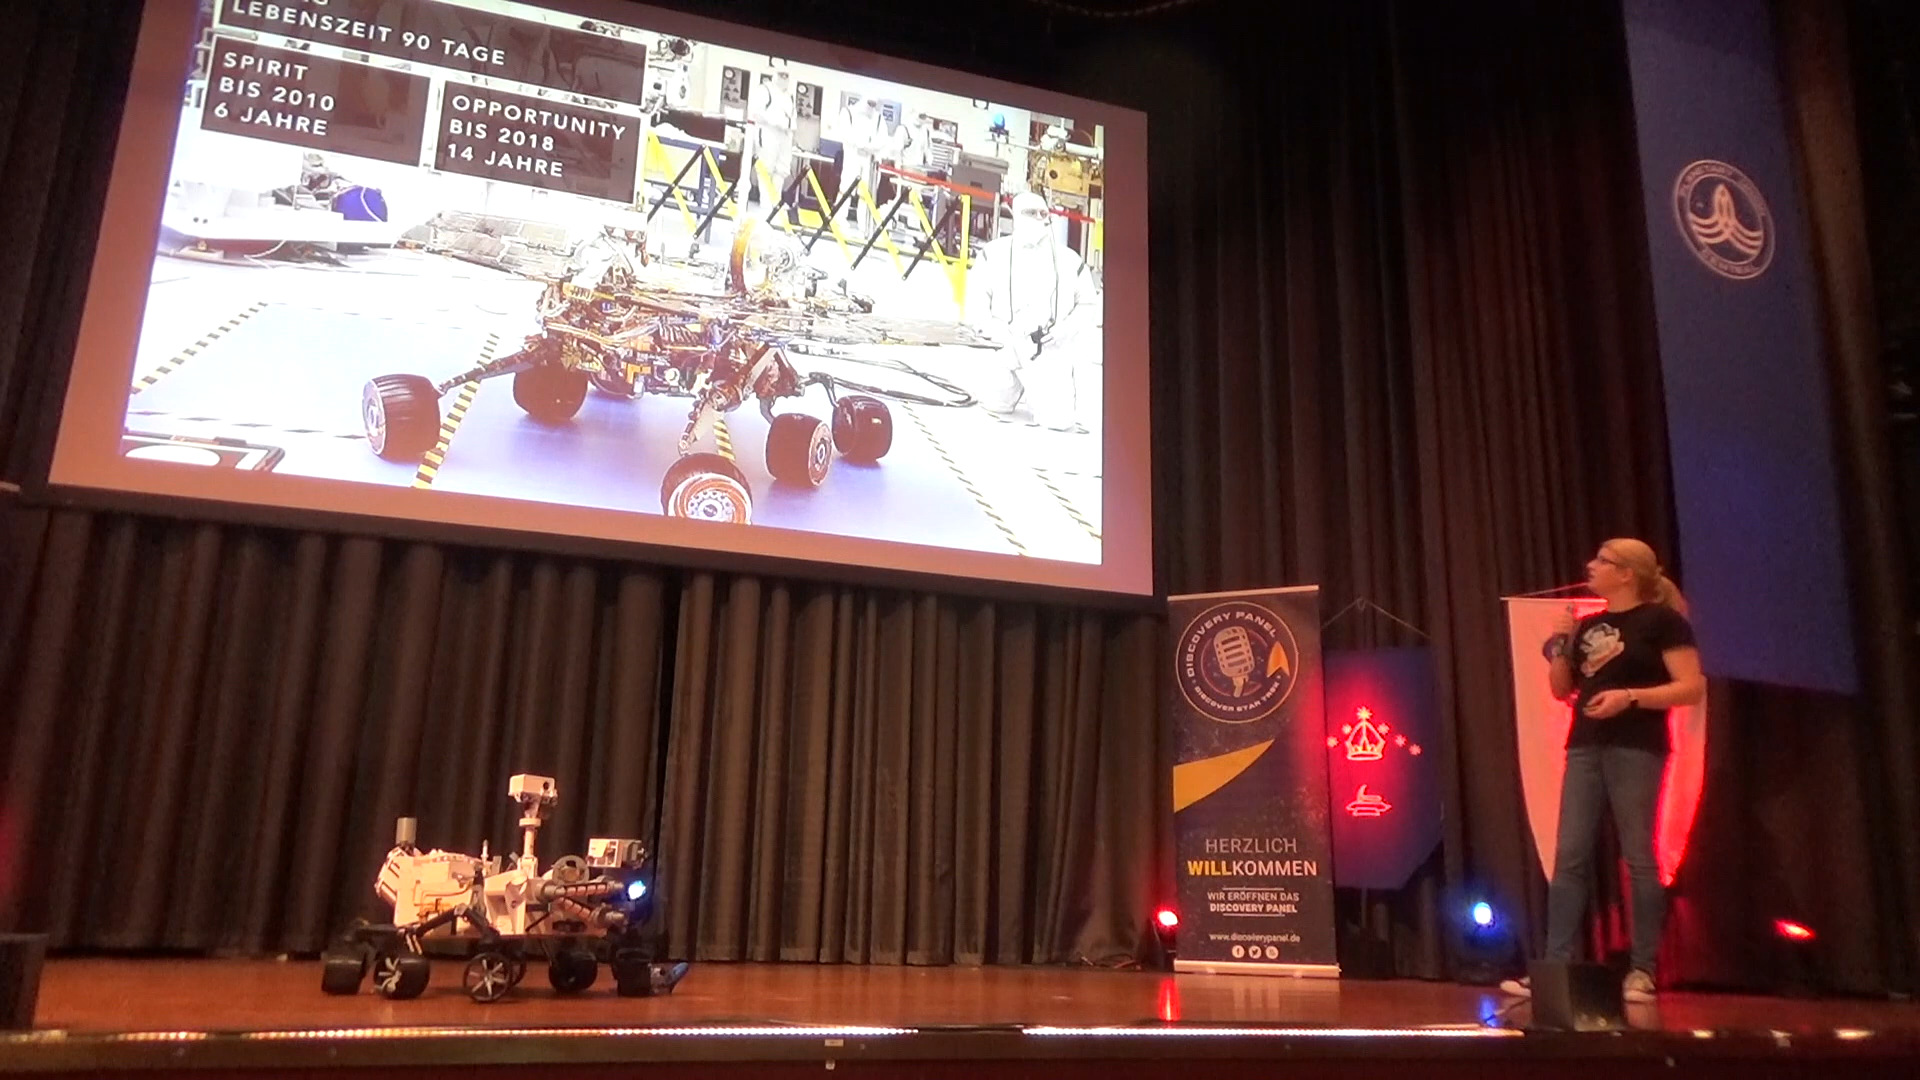 LEBENSZEIT 90 TAGE
SPIRIT
BIS 2010
6 JAHRE
OPPORTUNITY
BIS 2018
14 JAHRE
DISCOVERY PANEL
DISCOVER STAR TREK
HERZLICH
WILLKOMMEN
WIR ERÖFFNEN DAS
DISCOVERY PANEL
www.discoverypanel.de